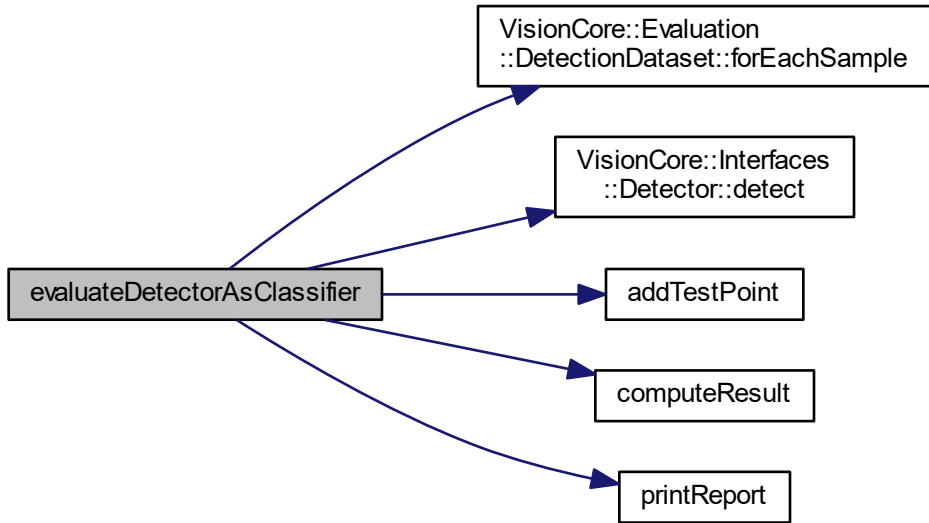 VisionCore::Evaluation
::DetectionDataset::forEachSample
VisionCore::Interfaces
::Detector::detect
evaluateDetectorAsClassifier
addTestPoint
computeResult
printReport